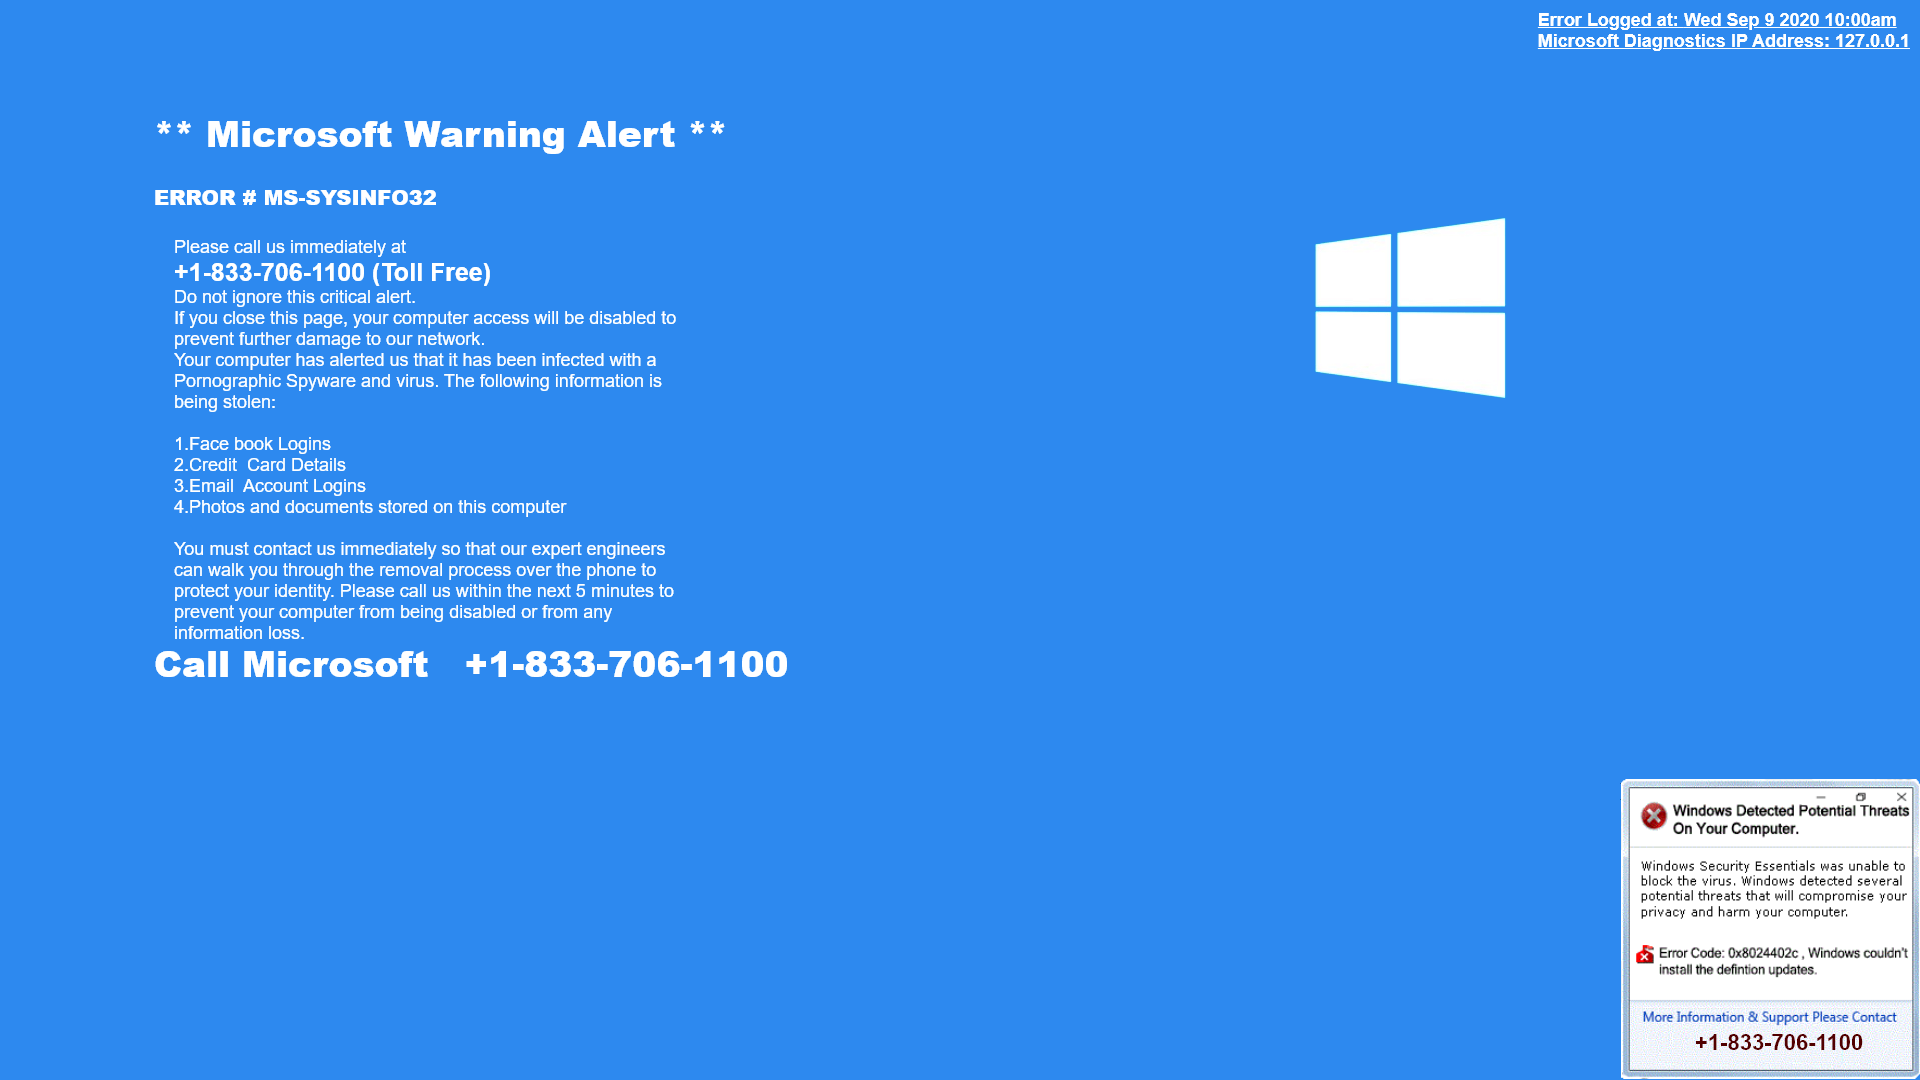 Error Logged at: Wed Sep 9 2020 10:00am
Microsoft Diagnostics IP Address: 127.0.0.1
** Microsoft Warning Alert **
ERROR # MS-SYSINFO32
Please call us immediately at
+1-833-706-1100 (Toll Free)
Do not ignore this critical alert.
If you close this page, your computer access will be disabled to
prevent further damage to our network.
Your computer has alerted us that it has been infected with a
Pornographic Spyware and virus. The following information is
being stolen:
1.Face book Logins
2.Credit  Card Details
3.Email  Account Logins
4.Photos and documents stored on this computer
You must contact us immediately so that our expert engineers
can walk you through the removal process over the phone to
protect your identity. Please call us within the next 5 minutes to
prevent your computer from being disabled or from any
information loss.
Call Microsoft   +1-833-706-1100
Windows Detected Potential Threats
On Your Computer.
Windows Security Essentials was unable to
block the virus. Windows detected several
potential threats that will compromise your
privacy and harm your computer.
Error Code: 0x8024402c , Windows couldn't
install the defintion updates.
More Information & Support Please Contact
+1-833-706-1100